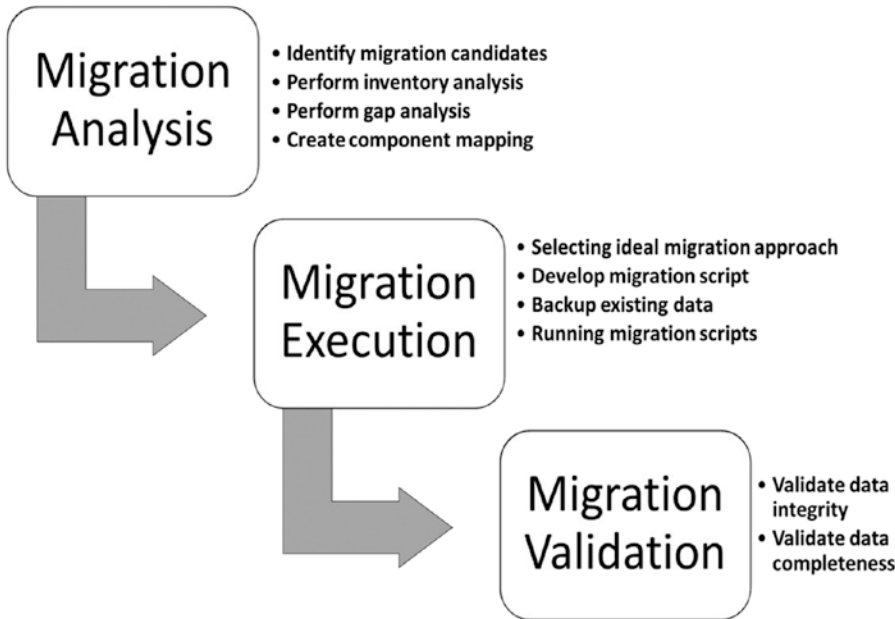 Migration
Analysis
• Identify migration candidates
• Perform inventory analysis
• Perform gap analysis
• Create component mapping
Migration
Execution
• Selecting ideal migration approach
• Develop migration script
• Backup existing data
• Running migration scripts
Migration
Validation
• Validate data
integrity
• Validate data
completeness